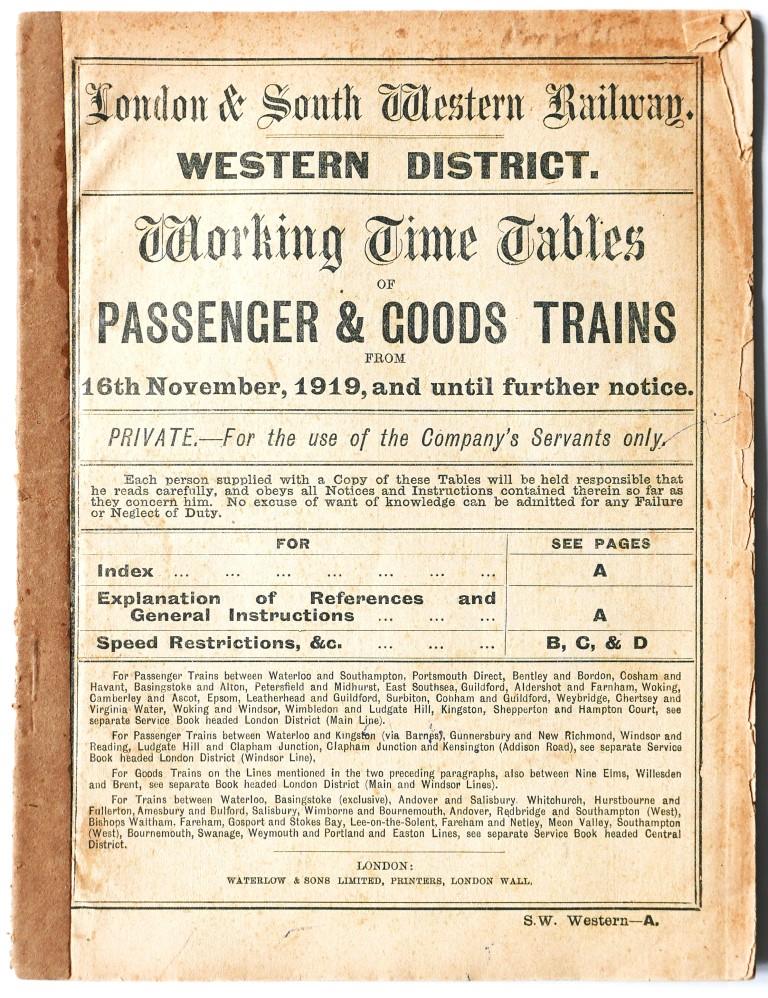 London & South Western Railway.
WESTERN DISTRICT.
Working Time Tables
OF
PASSENGER & GOODS TRAINS
FROM
16th November, 1919, and until further notice.
PRIVATE.—For the use of the Company's Servants only.
Each person supplied with a Copy of these Tables will be held responsible that
he reads carefully, and obeys all Notices and Instructions contained therein so far as
they concern him. No excuse of want of knowledge can be admitted for any Failure
or Neglect of Duty.
FOR SEE PAGES
Index ... ... ... ... ... ... ... A
Explanation of References and
General Instructions ... ... ... A
Speed Restrictions, &c. ... ... ... B, C, & D
For Passenger Trains between Waterloo and Southampton, Portsmouth Direct, Bentley and Bordon, Cosham and
Havant, Basingstoke and Alton, Petersfield and Midhurst, East Southsea, Guildford, Aldershot and Farnham, Woking,
Camberley and Ascot, Epsom, Leatherhead and Guildford, Surbiton, Cobham and Guildford, Weybridge, Chertsey and
Virginia Water, Woking and Windsor, Wimbledon and Ludgate Hill, Kingston, Shepperton and Hampton Court, see
separate Service Book headed London District (Main Line).
For Passenger Trains between Waterloo and Kingston (via Barnes), Gunnersbury and New Richmond, Windsor and
Reading, Ludgate Hill and Clapham Junction, Clapham Junction and Kensington (Addison Road), see separate Service
Book headed London District (Windsor Line).
For Goods Trains on the Lines mentioned in the two preceding paragraphs, also between Nine Elms, Willesden
and Brent, see separate Book headed London District (Main and Windsor Lines).
For Trains between Waterloo, Basingstoke (exclusive), Andover and Salisbury. Whitchurch, Hurstbourne and
Fullerton, Amesbury and Bulford, Salisbury, Wimborne and Bournemouth, Andover, Redbridge and Southampton (West),
Bishops Waltham, Fareham, Gosport and Stokes Bay, Lee-on-the-Solent, Fareham and Netley, Meon Valley, Southampton
(West), Bournemouth, Swanage, Weymouth and Portland and Easton Lines, see separate Service Book headed Central
District.
LONDON:
WATERLOW & SONS LIMITED, PRINTERS, LONDON WALL.
S.W. Western—A.